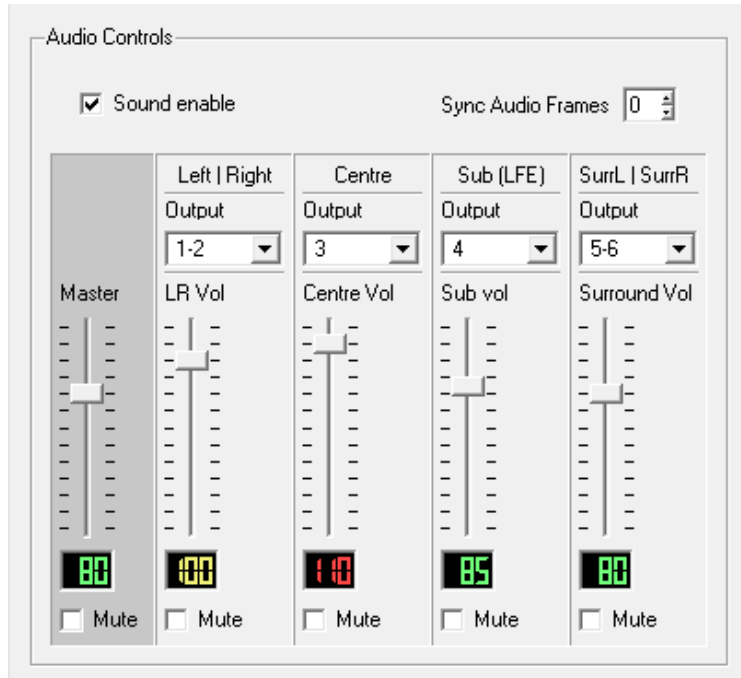 Audio Controls
Sound enable
Sync Audio Frames 0
Left | Right Centre Sub (LFE) SurrL | SurrR
Output Output Output Output
1-2 3 4 5-6
Master LR Vol Centre Vol Sub vol Surround Vol
80 100 110 85 80
Mute Mute Mute Mute Mute